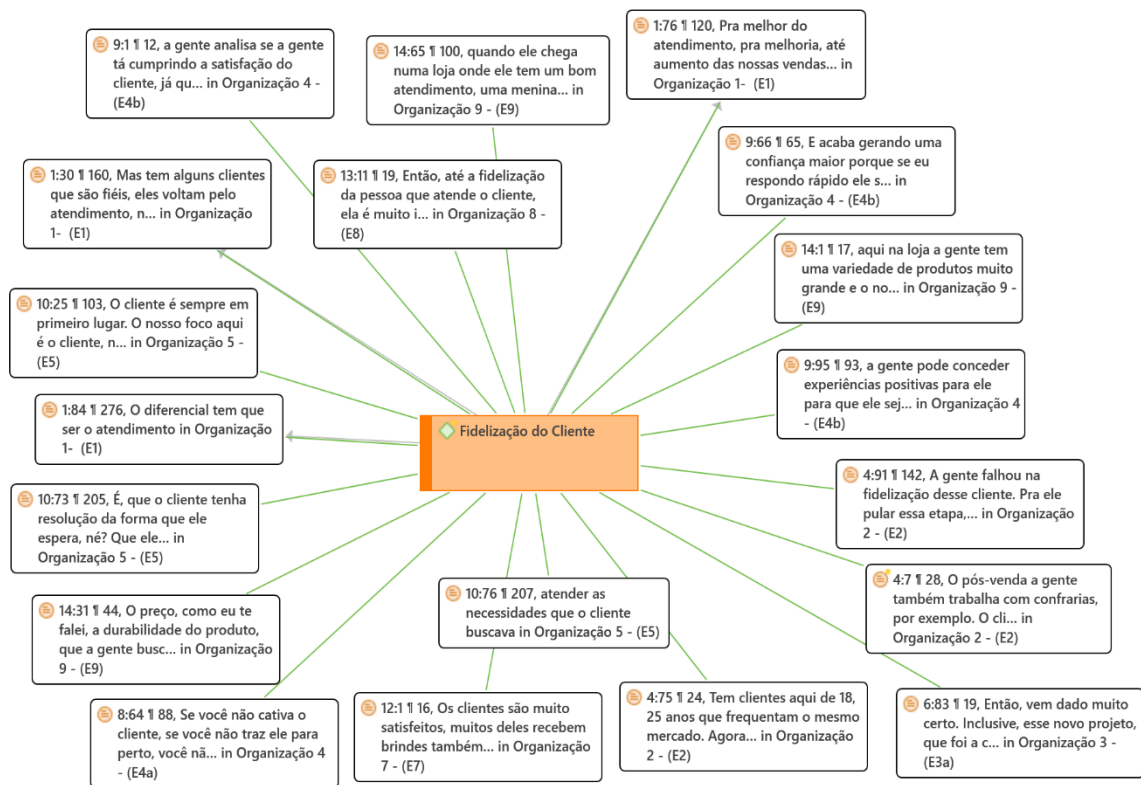 9:1 ¶ 12, a gente analisa se a gente
tá cumprindo a satisfação do
cliente, já qu... in Organização 4 -
(E4b)
14:65 ¶ 100, quando ele chega
numa loja onde ele tem um bom
atendimento, uma menina...  in
Organização 9 - (E9)
1:76 ¶ 120, Pra melhor do
atendimento, pra melhoria, até
aumento das nossas vendas... in
Organização 1- (E1)
1:30 ¶ 160, Mas tem alguns clientes
que são fiéis, eles voltam pelo
atendimento, n... in Organização
1- (E1)
13:11 ¶ 19, Então, até a fidelização
da pessoa que atende o cliente,
ela é muito i... in Organização 8 -
(E8)
9:66 ¶ 65, E acaba gerando uma
confiança maior porque se eu
respondo rápido ele s... in
Organização 4 - (E4b)
14:1 ¶ 17, aqui na loja a gente tem
uma variedade de produtos muito
grande e o no... in Organização 9 -
(E9)
10:25 ¶ 103, O cliente é sempre em
primeiro lugar. O nosso foco aqui
é o cliente, n... in Organização 5 -
(E5)
9:95 ¶ 93, a gente pode conceder
experiências positivas para ele
para que ele sej... in Organização 4
- (E4b)
1:84 ¶ 276, O diferencial tem que
ser o atendimento in Organização
1- (E1)
Fidelização do Cliente
4:91 ¶ 142, A gente falhou na
fidelização desse cliente. Pra ele
pular essa etapa,... in Organização
2 - (E2)
10:73 ¶ 205, É, que o cliente tenha
resolução da forma que ele
espera, né? Que ele... in
Organização 5 - (E5)
4:7 ¶ 28, O pós-venda a gente
também trabalha com confrarias,
por exemplo. O cli... in
Organização 2 - (E2)
10:76 ¶ 207, atender as
necessidades que o cliente
buscava in Organização 5 - (E5)
14:31 ¶ 44, O preço, como eu te
falei, a durabilidade do produto,
que a gente busc... in Organização
9 - (E9)
8:64 ¶ 88, Se você não cativa o
cliente, se você não traz ele para
perto, você nã... in Organização 4
- (E4a)
12:1 ¶ 16, Os clientes são muito
satisfeitos, muitos deles recebem
brindes também... in Organização
7 - (E7)
4:75 ¶ 24, Tem clientes aqui de 18,
25 anos que frequentam o mesmo
mercado. Agora... in Organização
2 - (E2)
6:83 ¶ 19, Então, vem dado muito
certo. Inclusive, esse novo projeto,
que foi a c... in Organização 3 -
(E3a)